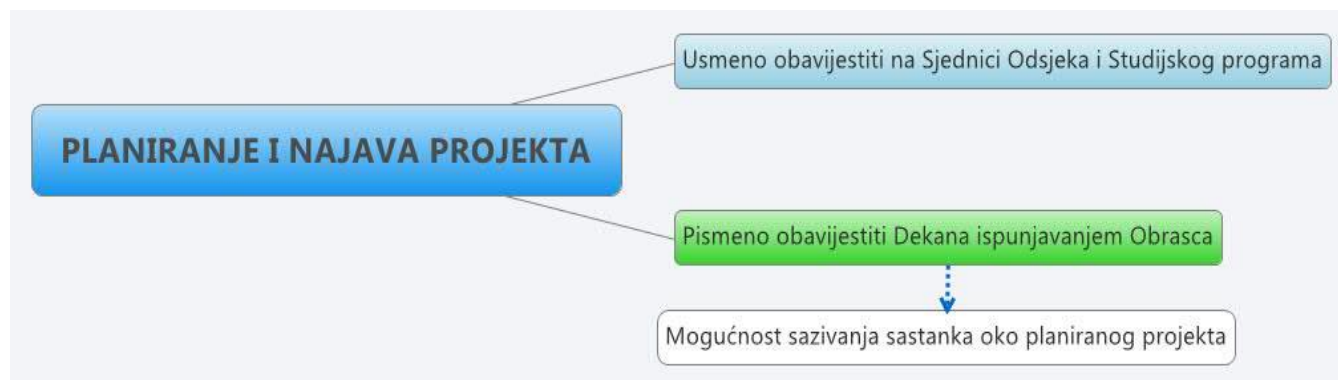 Usmeno obavijestiti na Sjednici Odsjeka i Studijskog programa
PLANIRANJE I NAJAVA PROJEKTA
Pismeno obavijestiti Dekana ispunjavanjem Obrasca
Mogućnost sazivanja sastanka oko planiranog projekta